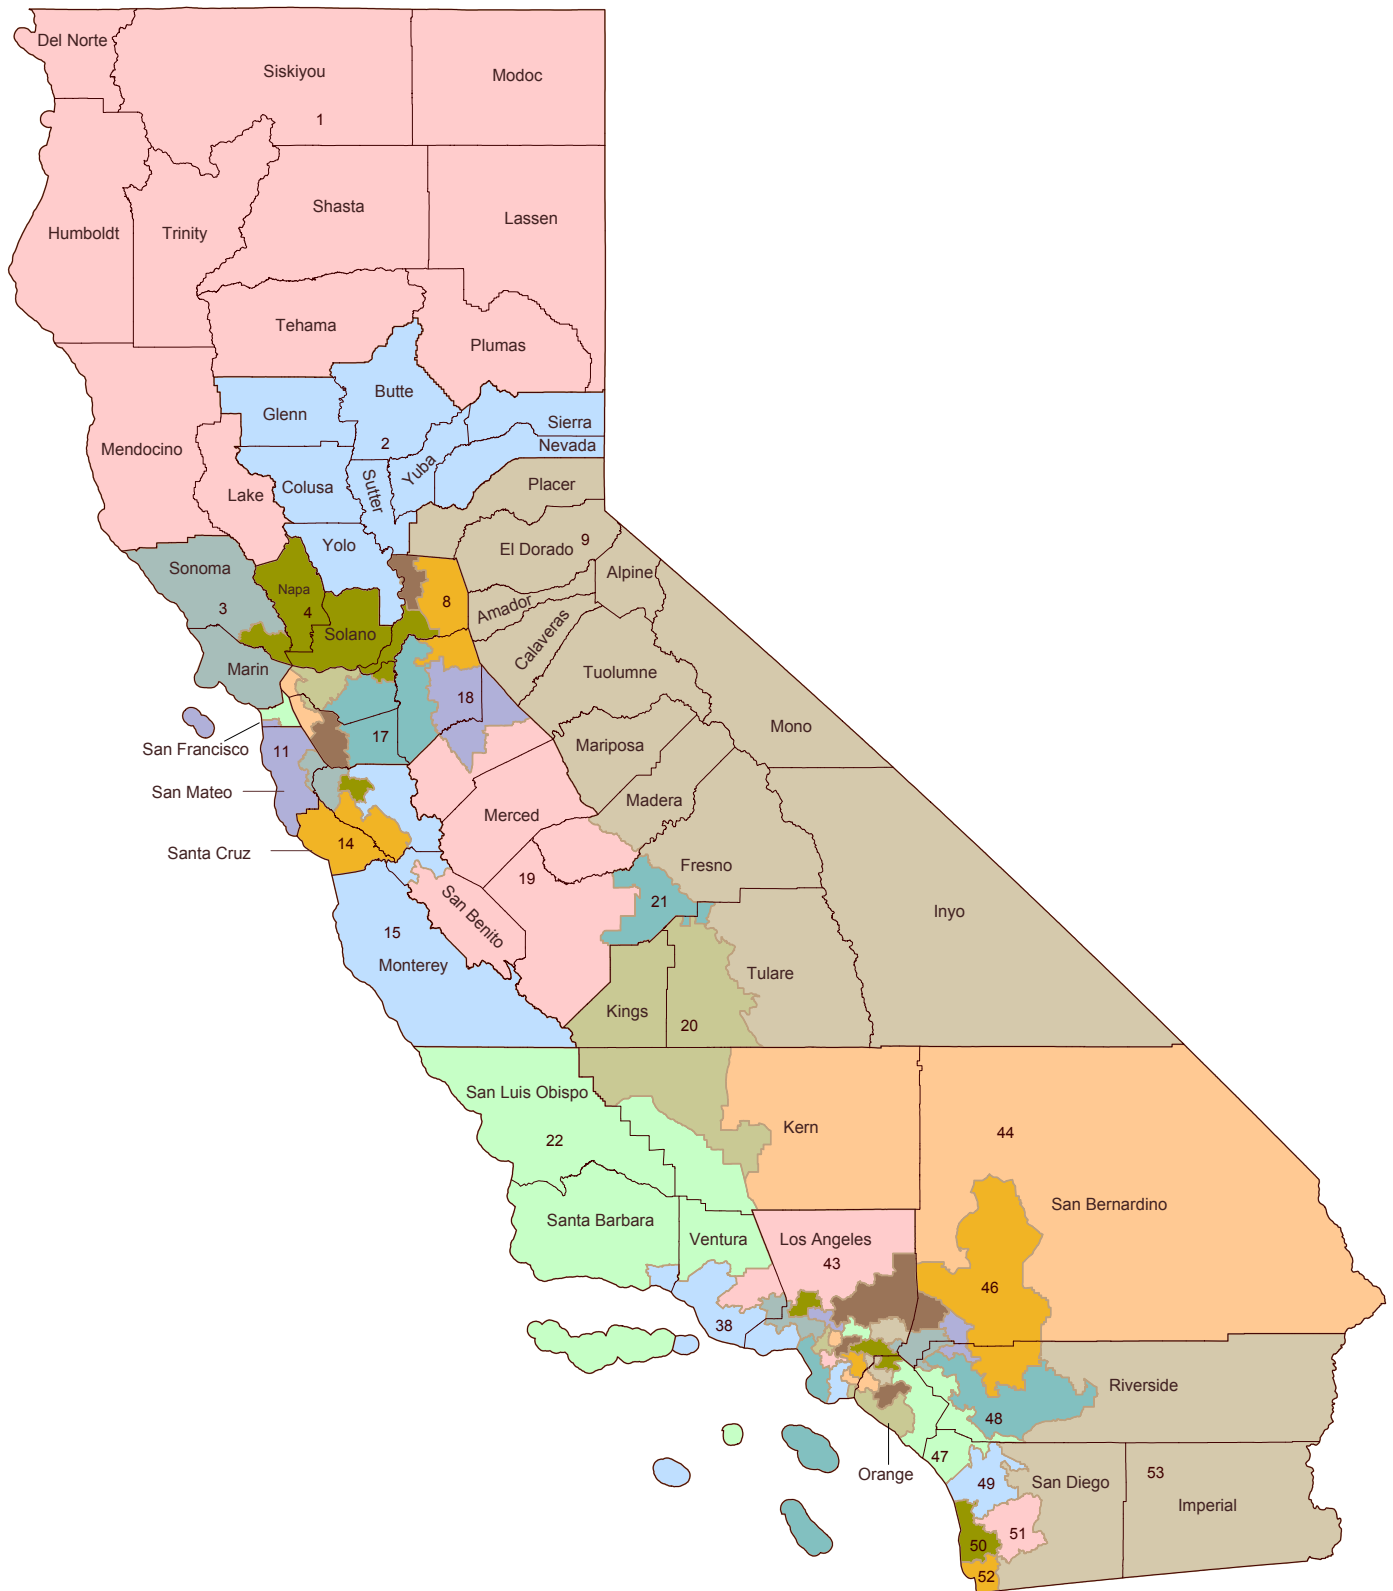 Del Norte
Siskiyou
Modoc
1
Shasta
Lassen
Humboldt
Trinity
Tehama
Plumas
Butte
Glenn
Sierra
2
Nevada
Mendocino
Yuba
Placer
Sutter
Colusa
Lake
9
Yolo
El Dorado
Sonoma
Alpine
Napa
8
3
4
Amador
Solano
Calaveras
Marin
Tuolumne
18
Mono
17
San Francisco
11
Mariposa
San Mateo
Madera
Merced
14
Santa Cruz
Fresno
19
21
Inyo
San Benito
15
Monterey
Tulare
Kings
20
San Luis Obispo
Kern
44
22
San Bernardino
Santa Barbara
Ventura
Los Angeles
43
46
38
Riverside
48
47
Orange
53
San Diego
49
Imperial
51
50
52